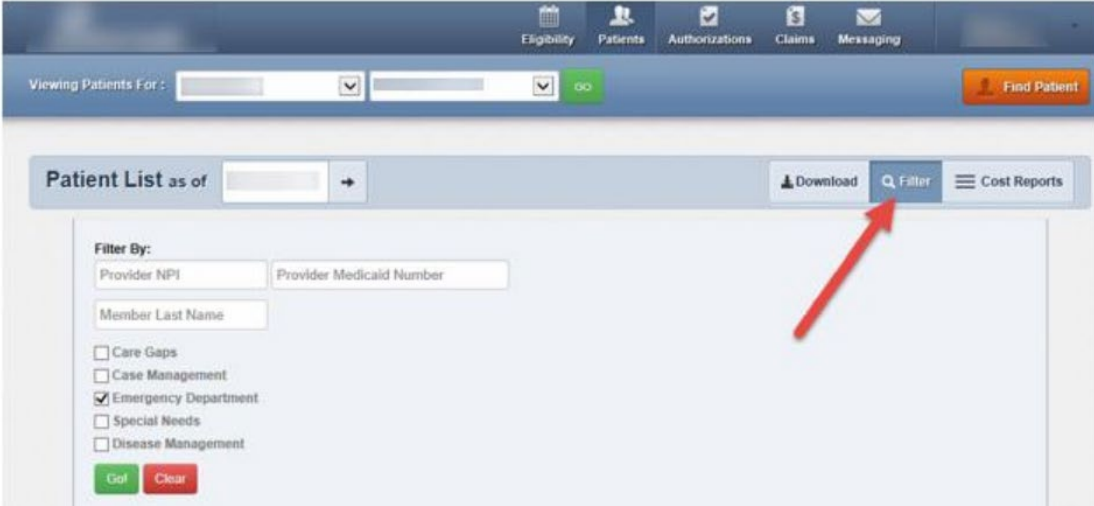 Eligibility Patients Authorizations Claims Messaging
Viewing Patients For : GO Find Patient
Patient List as of Download Filter Cost Reports
Filter By:
Provider NPI Provider Medicaid Number
Member Last Name
Care Gaps
Case Management
Emergency Department
Special Needs
Disease Management
Go! Clear